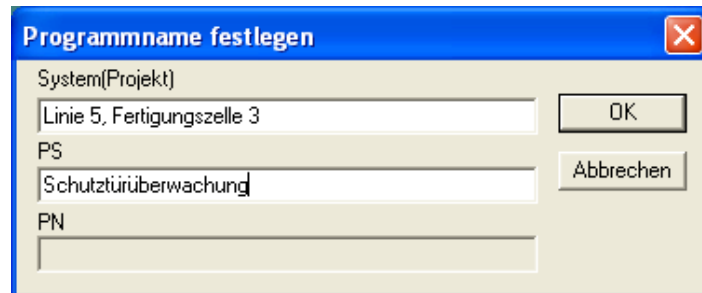 Programmname festlegen
System(Projekt)
Linie 5, Fertigungszelle 3
OK
PS
Schutztürüberwachung
Abbrechen
PN